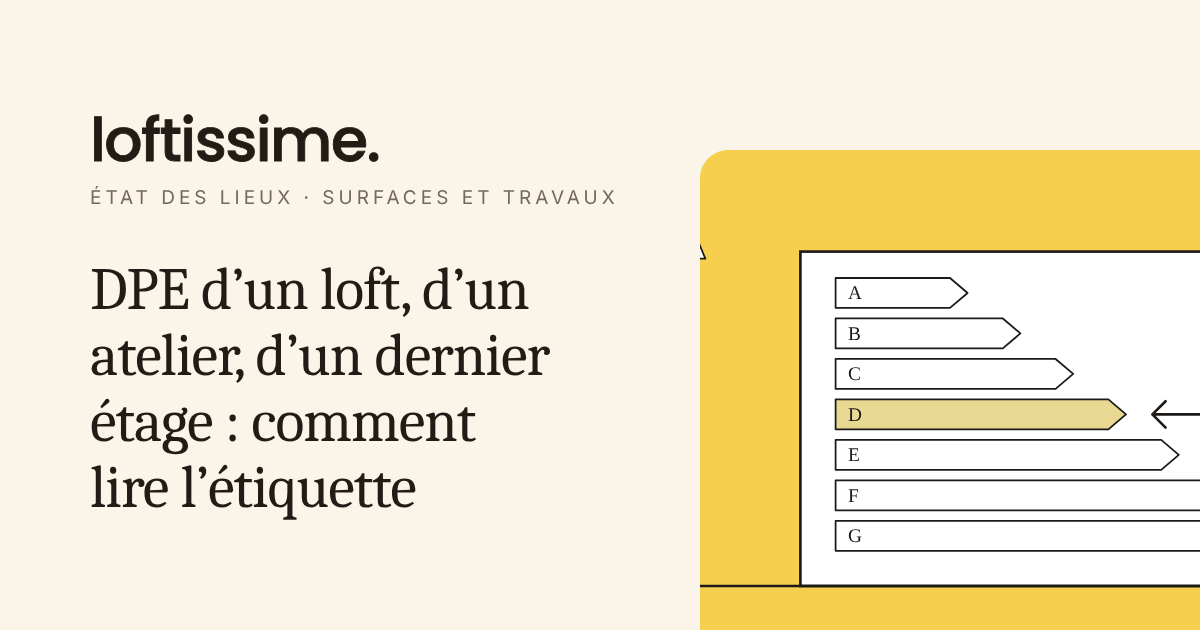 loftissime.
ÉTAT DES LIEUX · SURFACES ET TRAVAUX
DPE d’un loft, d’un
atelier, d’un dernier
étage : comment
lire l’étiquette
A
B
C
D
E
F
G